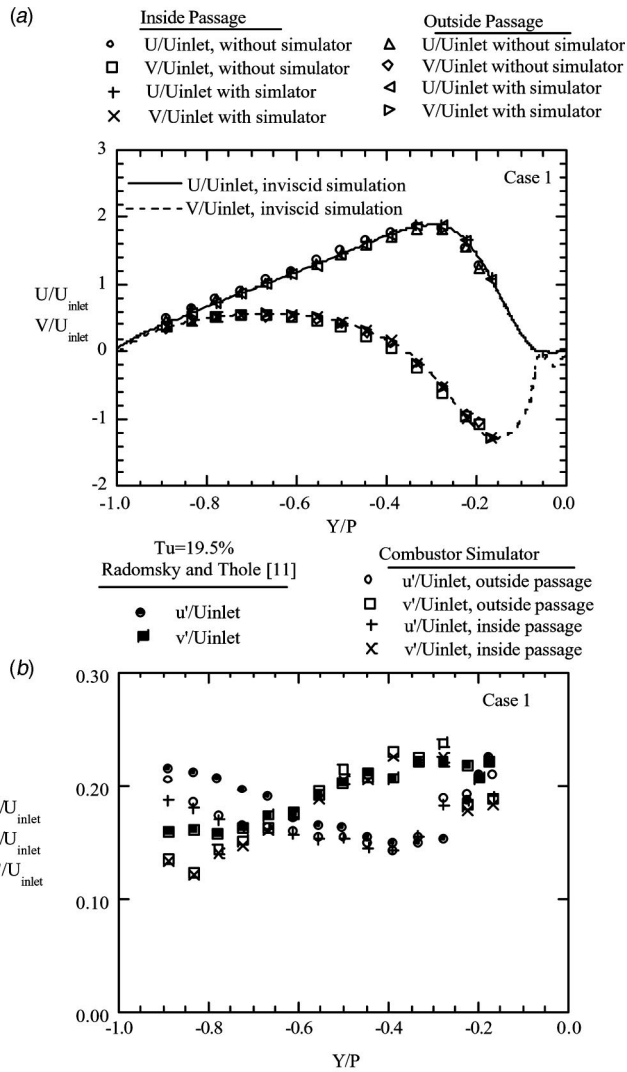 (a)
Inside Passage
U/Uinlet, without simulator
V/Uinlet, without simulator
U/Uinlet with simlator
V/Uinlet with simulator
Outside Passage
U/Uinlet without simulator
V/Uinlet without simulator
U/Uinlet with simulator
V/Uinlet with simulator
3
2
1
0
-1
-2
U/Uinlet, inviscid simulation
V/Uinlet, inviscid simulation
Case 1
U/Uinlet
V/Uinlet
-1.0 -0.8 -0.6 -0.4 -0.2 0.0
Y/P
Tu=19.5%
Radomsky and Thole [11]
u'/Uinlet
v'/Uinlet
Combustor Simulator
u'/Uinlet, outside passage
v'/Uinlet, outside passage
u'/Uinlet, inside passage
v'/Uinlet, inside passage
(b)
0.30
0.20
0.10
0.00
Case 1
/Uinlet
/Uinlet
'/Uinlet
-1.0 -0.8 -0.6 -0.4 -0.2 0.0
Y/P